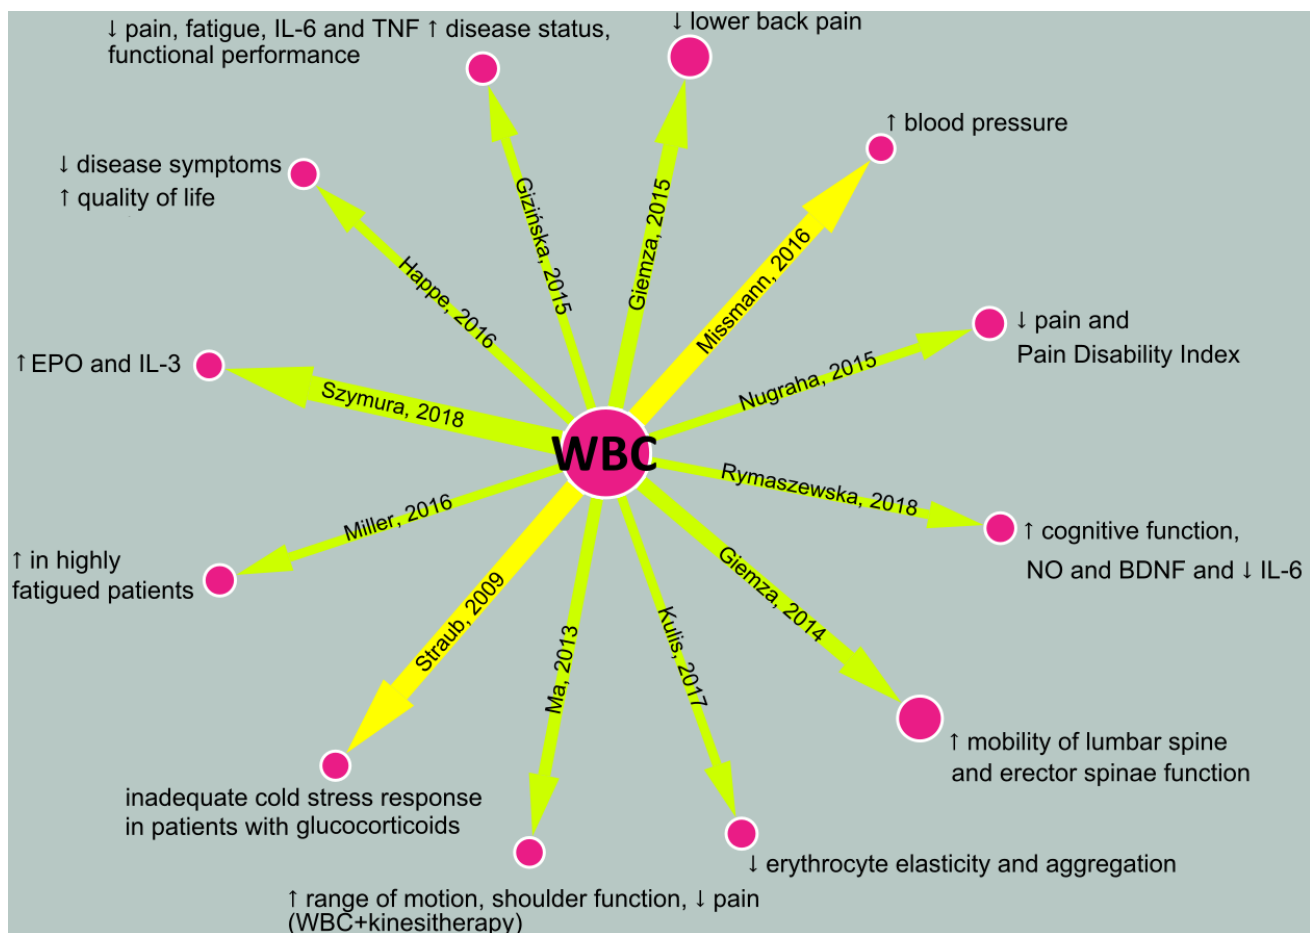 ↓ pain, fatigue, IL-6 and TNF ↑ disease status,
functional performance
↓ lower back pain
↑ blood pressure
↓ disease symptoms
↑ quality of life
Gizińska, 2015
Giemza, 2015
Missmann, 2016
Happe, 2016
Nugraha, 2015
↓ pain and
Pain Disability Index
↑ EPO and IL-3
Szymura, 2018
WBC
Rymaszewska, 2018
↑ cognitive function,
NO and BDNF and ↓ IL-6
Miller, 2016
↑ in highly
fatigued patients
Straub, 2009
Ma, 2013
Kulis, 2017
Giemza, 2014
↑ mobility of lumbar spine
and erector spinae function
inadequate cold stress response
in patients with glucocorticoids
↓ erythrocyte elasticity and aggregation
↑ range of motion, shoulder function, ↓ pain
(WBC+kinesitherapy)